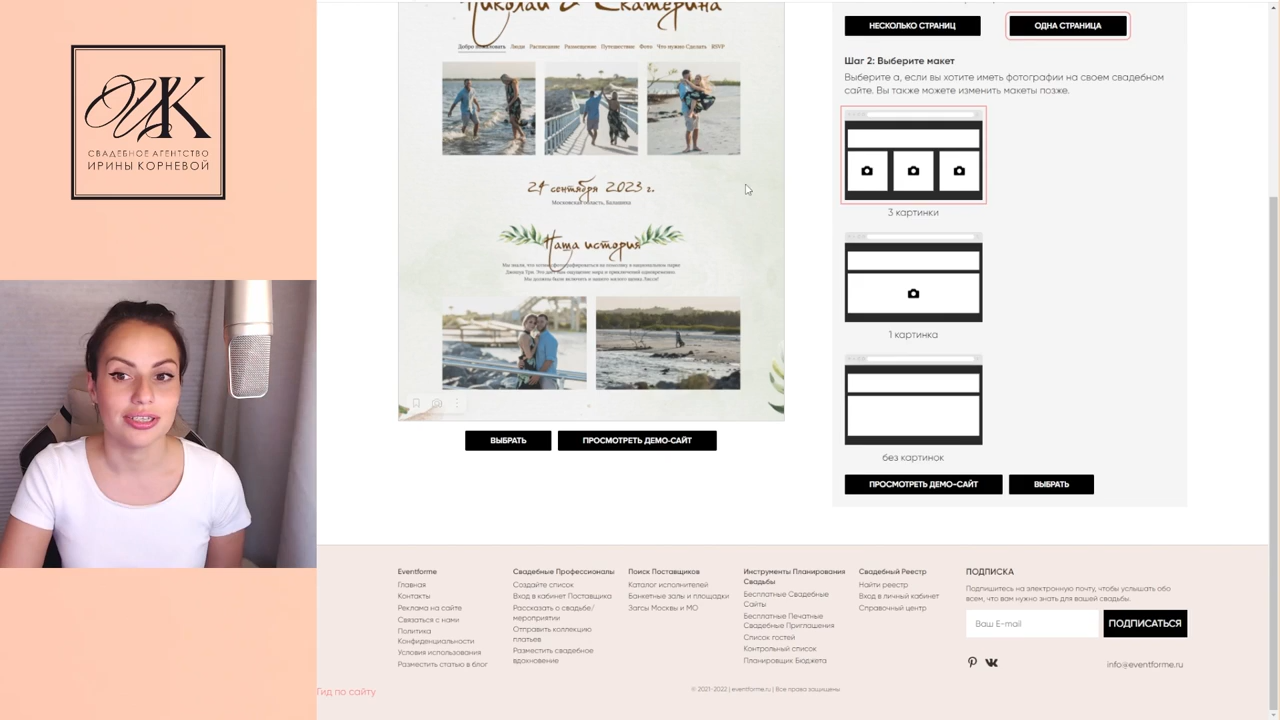 СВАДЕБНОЕ АГЕНТСТВО
ИРИНЫ КОРНЕВОЙ
Николай & Екатерина
Добро пожаловать Люди Расписание Размещение Путешествие Фото Что нужно Сделать RSVP
24 сентября 2023 г.
Московская область, Балашиха
Наша история
ВЫБРАТЬ
ПРОСМОТРЕТЬ ДЕМО-САЙТ
НЕСКОЛЬКО СТРАНИЦ
ОДНА СТРАНИЦА
Шаг 2: Выберите макет
Выберите а, если вы хотите иметь фотографии на своем свадебном
сайте. Вы также можете изменить макеты позже.
3 картинки
1 картинка
без картинок
ПРОСМОТРЕТЬ ДЕМО-САЙТ
ВЫБРАТЬ
Eventforme
Главная
Контакты
Реклама на сайте
Связаться с нами
Политика
Конфиденциальности
Условия использования
Разместить статью в блог
Свадебные Профессионалы
Создайте список
Вход в кабинет Поставщика
Рассказать о свадьбе/
мероприятии
Отправить коллекцию
платьев
Разместить свадебное
вдохновение
Поиск Поставщиков
Каталог исполнителей
Банкетные залы и площадки
Загсы Москвы и МО
Инструменты Планирования
Свадьбы
Бесплатные Свадебные
Сайты
Бесплатные Печатные
Свадебные Приглашения
Список гостей
Контрольный список
Планировщик Бюджета
Свадебный Реестр
Найти реестр
Вход в личный кабинет
Справочный центр
ПОДПИСКА
Подпишитесь на электронную почту, чтобы услышать обо
всем, что вам нужно знать для вашей свадьбы.
Ваш E-mail
ПОДПИСАТЬСЯ
info@eventforme.ru
Гид по сайту
© 2021-2022 | eventforme.ru | Все права защищены